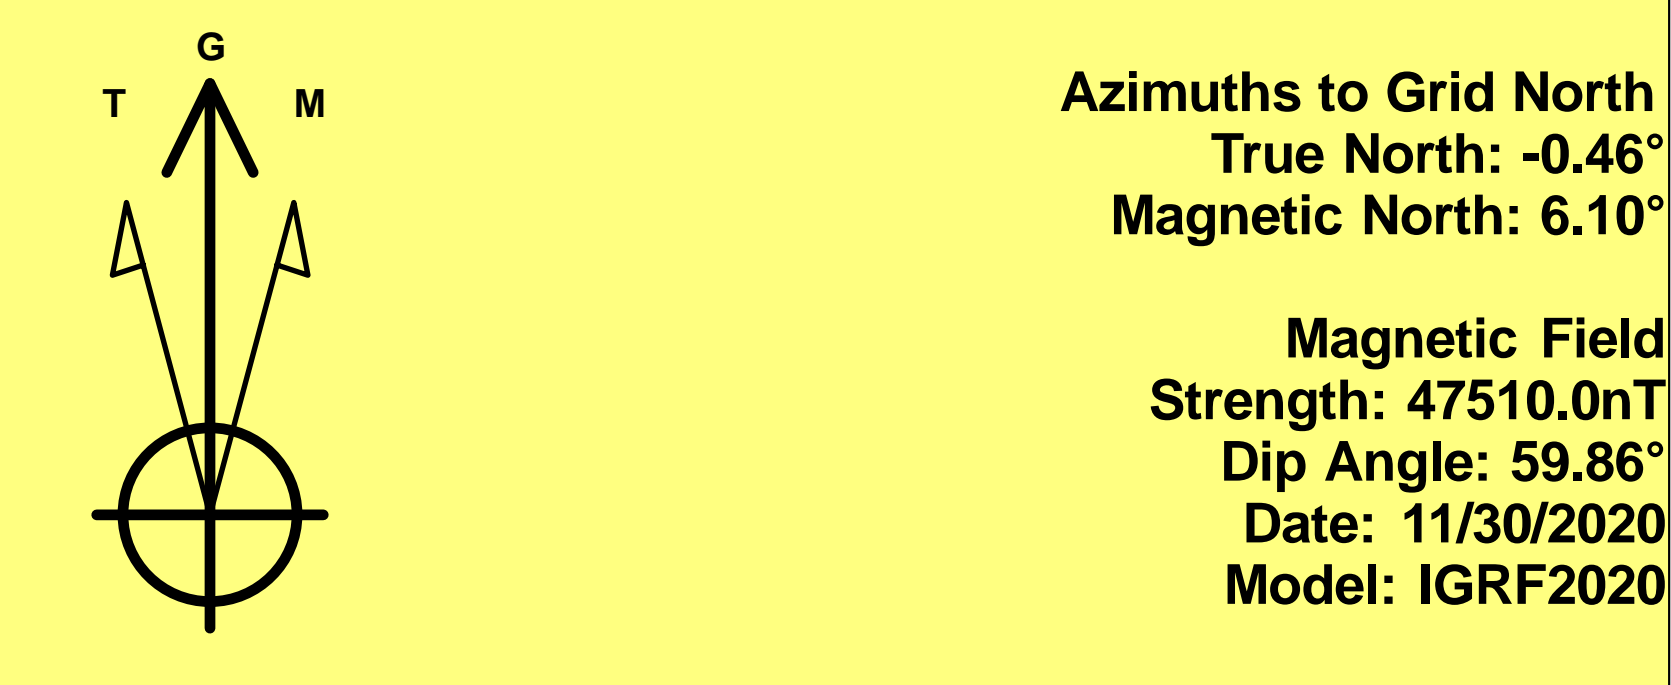 G
T
M
Azimuths to Grid North
True North: -0.46°
Magnetic North: 6.10°
Magnetic Field
Strength: 47510.0nT
Dip Angle: 59.86°
Date: 11/30/2020
Model: IGRF2020